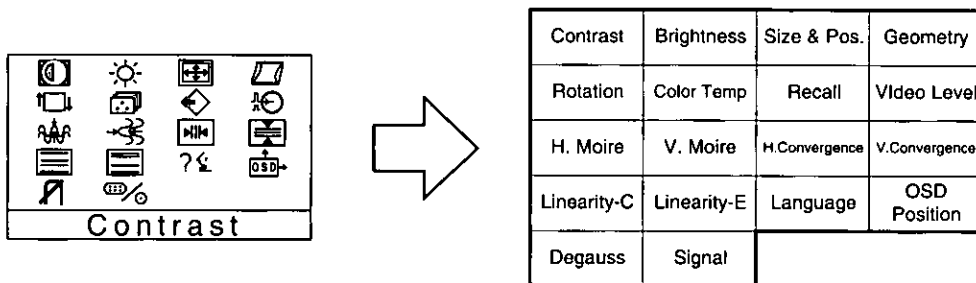 OSD
Contrast
Contrast Brightness Size & Pos. Geometry
Rotation Color Temp Recall VIdeo Level
H. Moire V. Moire H.Convergence V.Convergence
Linearity-C Linearity-E Language OSD Position
Degauss Signal